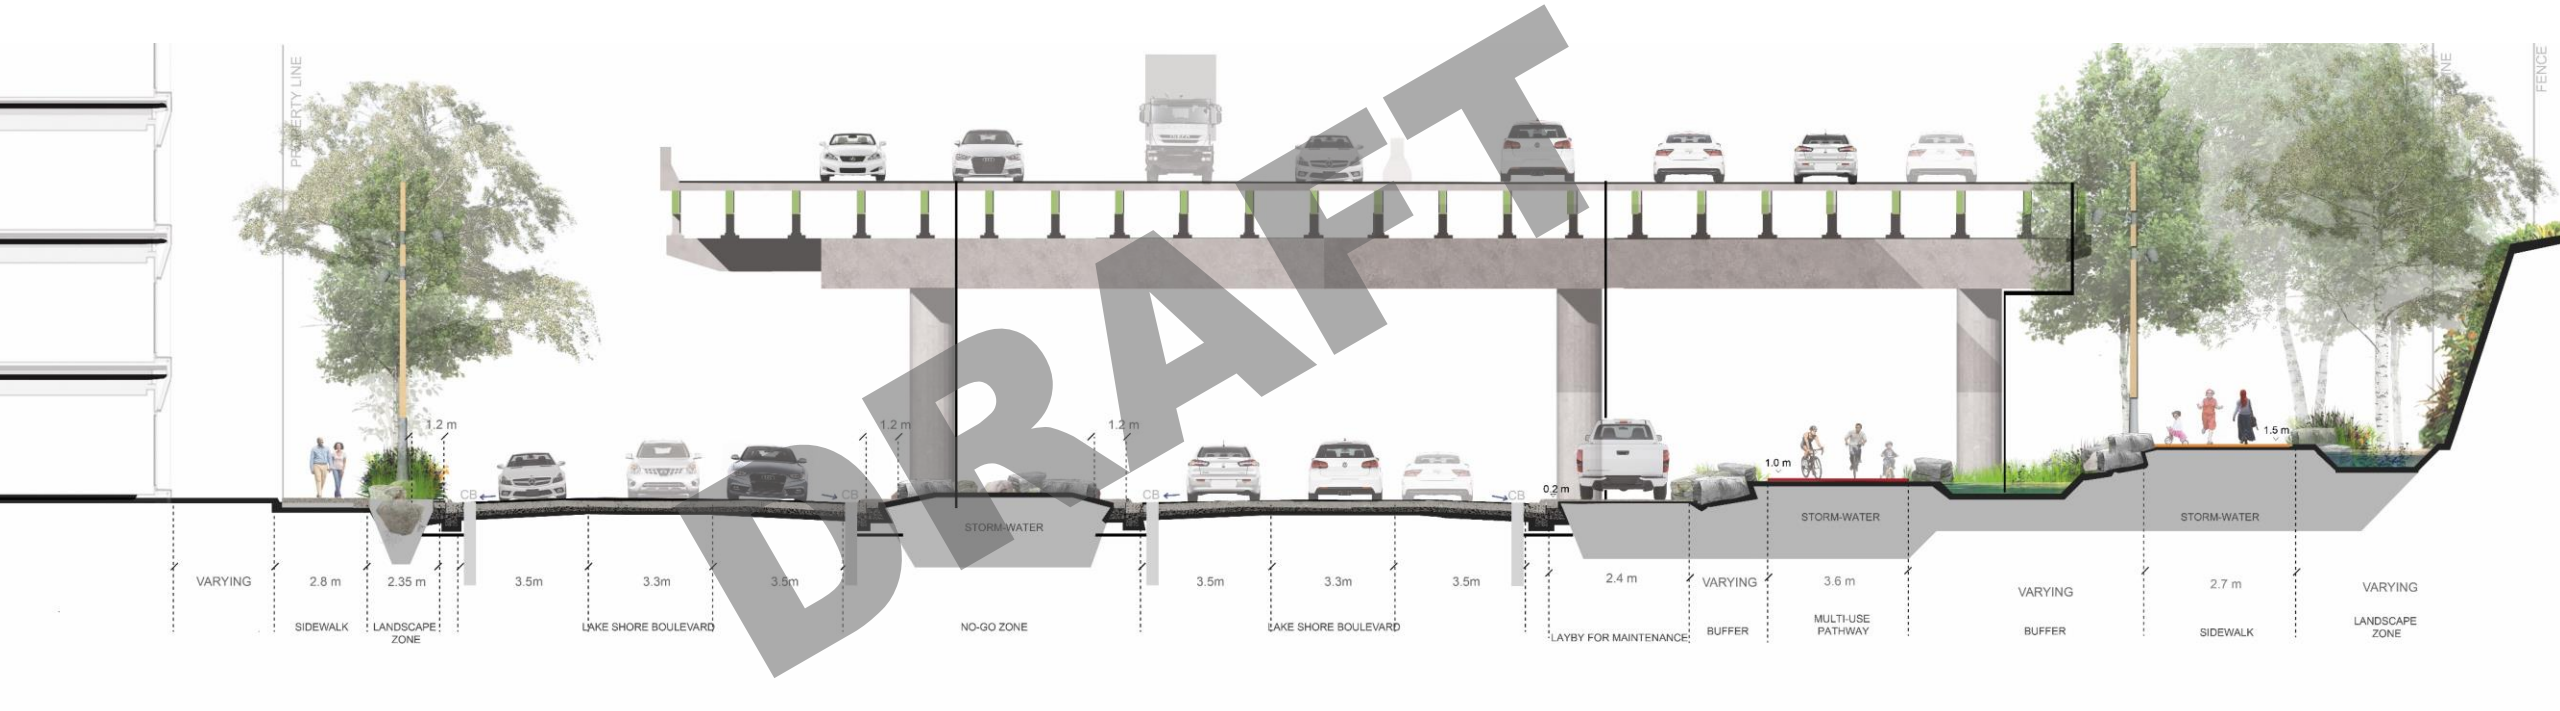 PROPERTY LINE
FENCE
DRAFT
1.2 m
1.2 m
1.2 m
1.5 m
1.0 m
0.2 m
CB
CB
CB
CB
STORM-WATER
STORM-WATER
STORM-WATER
VARYING
2.8 m
2.35 m
3.5m
3.3m
3.5m
3.5m
3.3m
3.5m
2.4 m
VARYING
3.6 m
VARYING
2.7 m
VARYING
SIDEWALK
LANDSCAPE
ZONE
LAKE SHORE BOULEVARD
NO-GO ZONE
LAKE SHORE BOULEVARD
LAYBY FOR MAINTENANCE
BUFFER
MULTI-USE
PATHWAY
BUFFER
SIDEWALK
LANDSCAPE
ZONE